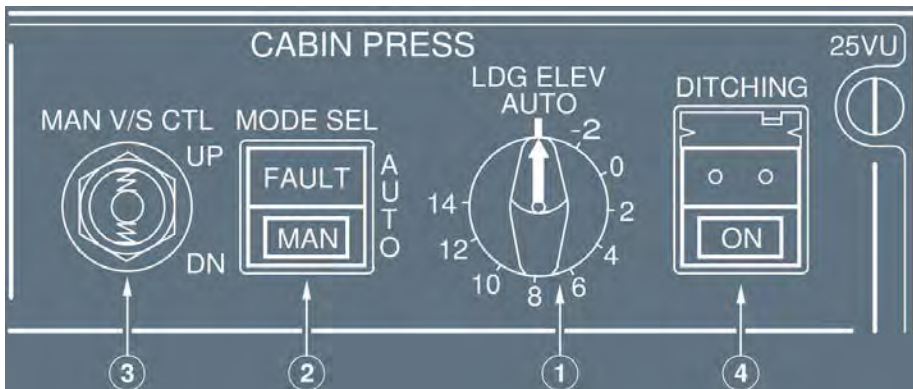 CABIN PRESS
25VU
LDG ELEV
AUTO
DITCHING
MAN V/S CTL
MODE SEL
UP
DN
FAULT
MAN
AUTO
-2
0
2
4
6
8
10
12
14
ON
3
2
1
4